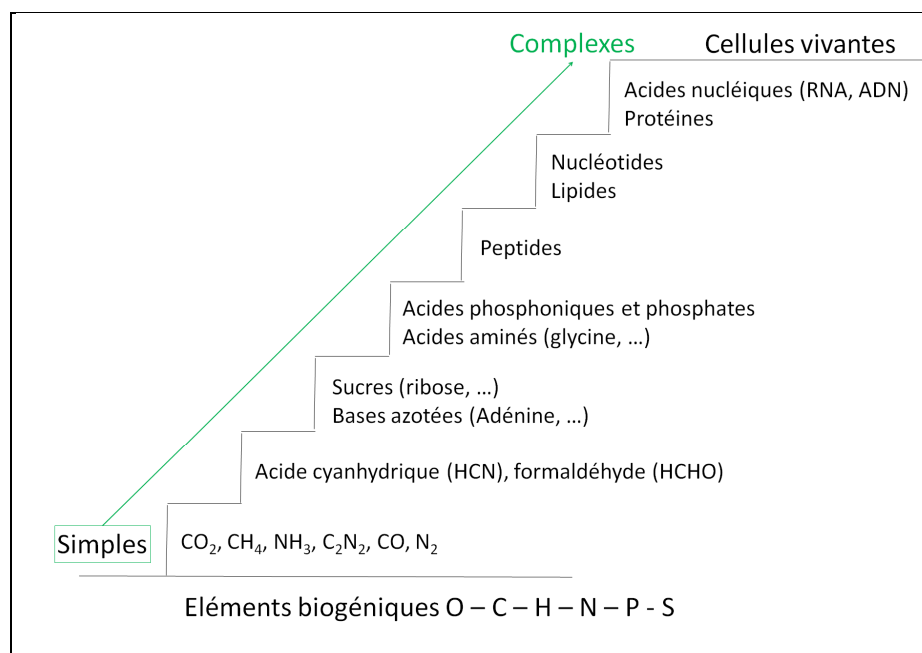 Complexes
Cellules vivantes
Acides nucléiques (RNA, ADN)
Protéines
Nucléotides
Lipides
Peptides
Acides phosphoniques et phosphates
Acides aminés (glycine, …)
Sucres (ribose, …)
Bases azotées (Adénine, …)
Acide cyanhydrique (HCN), formaldéhyde (HCHO)
Simples
CO₂, CH₄, NH₃, C₂N₂, CO, N₂
Eléments biogéniques O – C – H – N – P - S